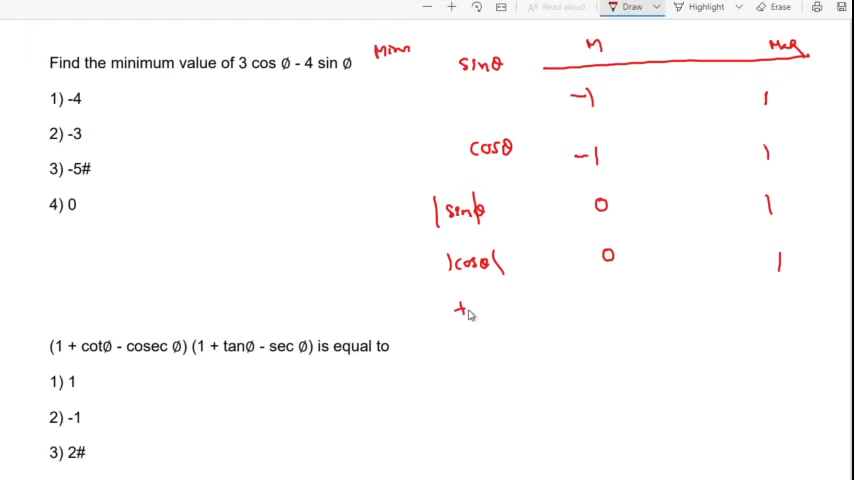 Read aloud Draw Highlight Erase
Find the minimum value of 3 cos ∅ - 4 sin ∅
1) -4
2) -3
3) -5#
4) 0
Min
M Max
sinθ -1 1
cosθ -1 1
|sinθ| 0 1
|cosθ| 0 1
+
(1 + cot∅ - cosec ∅) (1 + tan∅ - sec ∅) is equal to
1) 1
2) -1
3) 2#